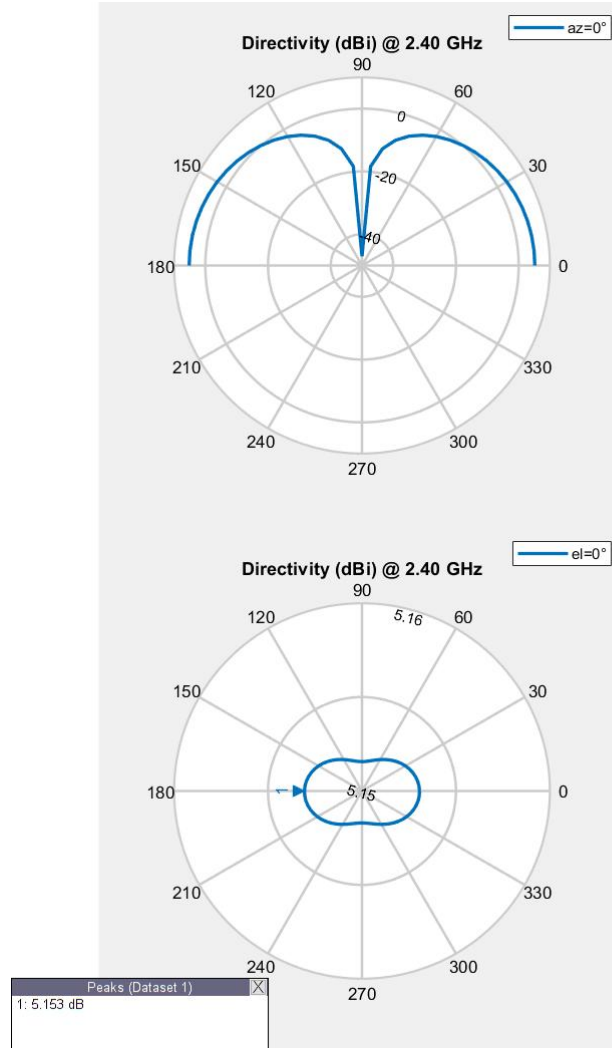 az=0°
Directivity (dBi) @ 2.40 GHz
90
120 60
0
150 30
-20
-40
180 0
210 330
240 300
270
el=0°
Directivity (dBi) @ 2.40 GHz
90
120 5.16 60
150 30
180 1 5.15 0
210 330
240 300
270
Peaks (Dataset 1) X
1: 5.153 dB